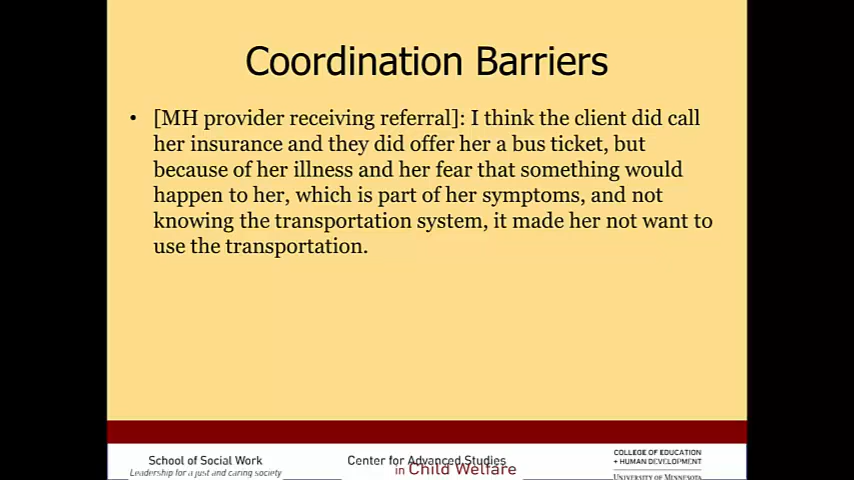 Coordination Barriers
• [MH provider receiving referral]: I think the client did call
her insurance and they did offer her a bus ticket, but
because of her illness and her fear that something would
happen to her, which is part of her symptoms, and not
knowing the transportation system, it made her not want to
use the transportation.
School of Social Work
Leadership for a just and caring society
Center for Advanced Studies
in Child Welfare
COLLEGE OF EDUCATION
+ HUMAN DEVELOPMENT
UNIVERSITY OF MINNESOTA